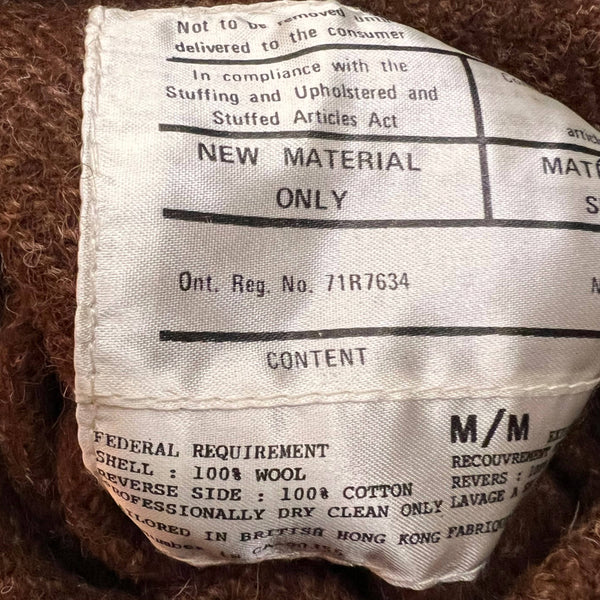 Not to be removed until
delivered to the consumer
In compliance with the
Stuffing and Upholstered and
Stuffed Articles Act
NEW MATERIAL
ONLY
Ont. Reg. No. 71R7634
CONTENT
M/M
FEDERAL REQUIREMENT
SHELL : 100% WOOL
REVERSE SIDE : 100% COTTON
PROFESSIONALLY DRY CLEAN ONLY
TAILORED IN BRITISH HONG KONG
RECOUVREMENT
REVERS :
LAVAGE A